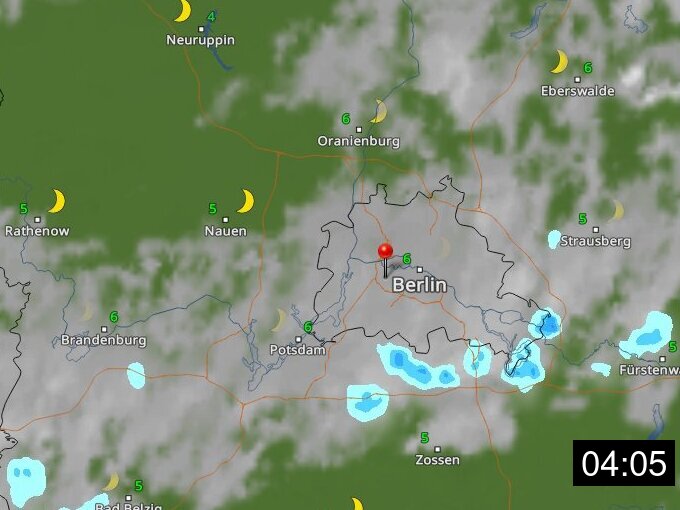 4
Neuruppin
6
Eberswalde
6
Oranienburg
5
Rathenow
5
Nauen
5
Strausberg
6
Berlin
6
Brandenburg
6
Potsdam
5
Fürstenwa
5
Zossen
04:05
5
Bad Belzig